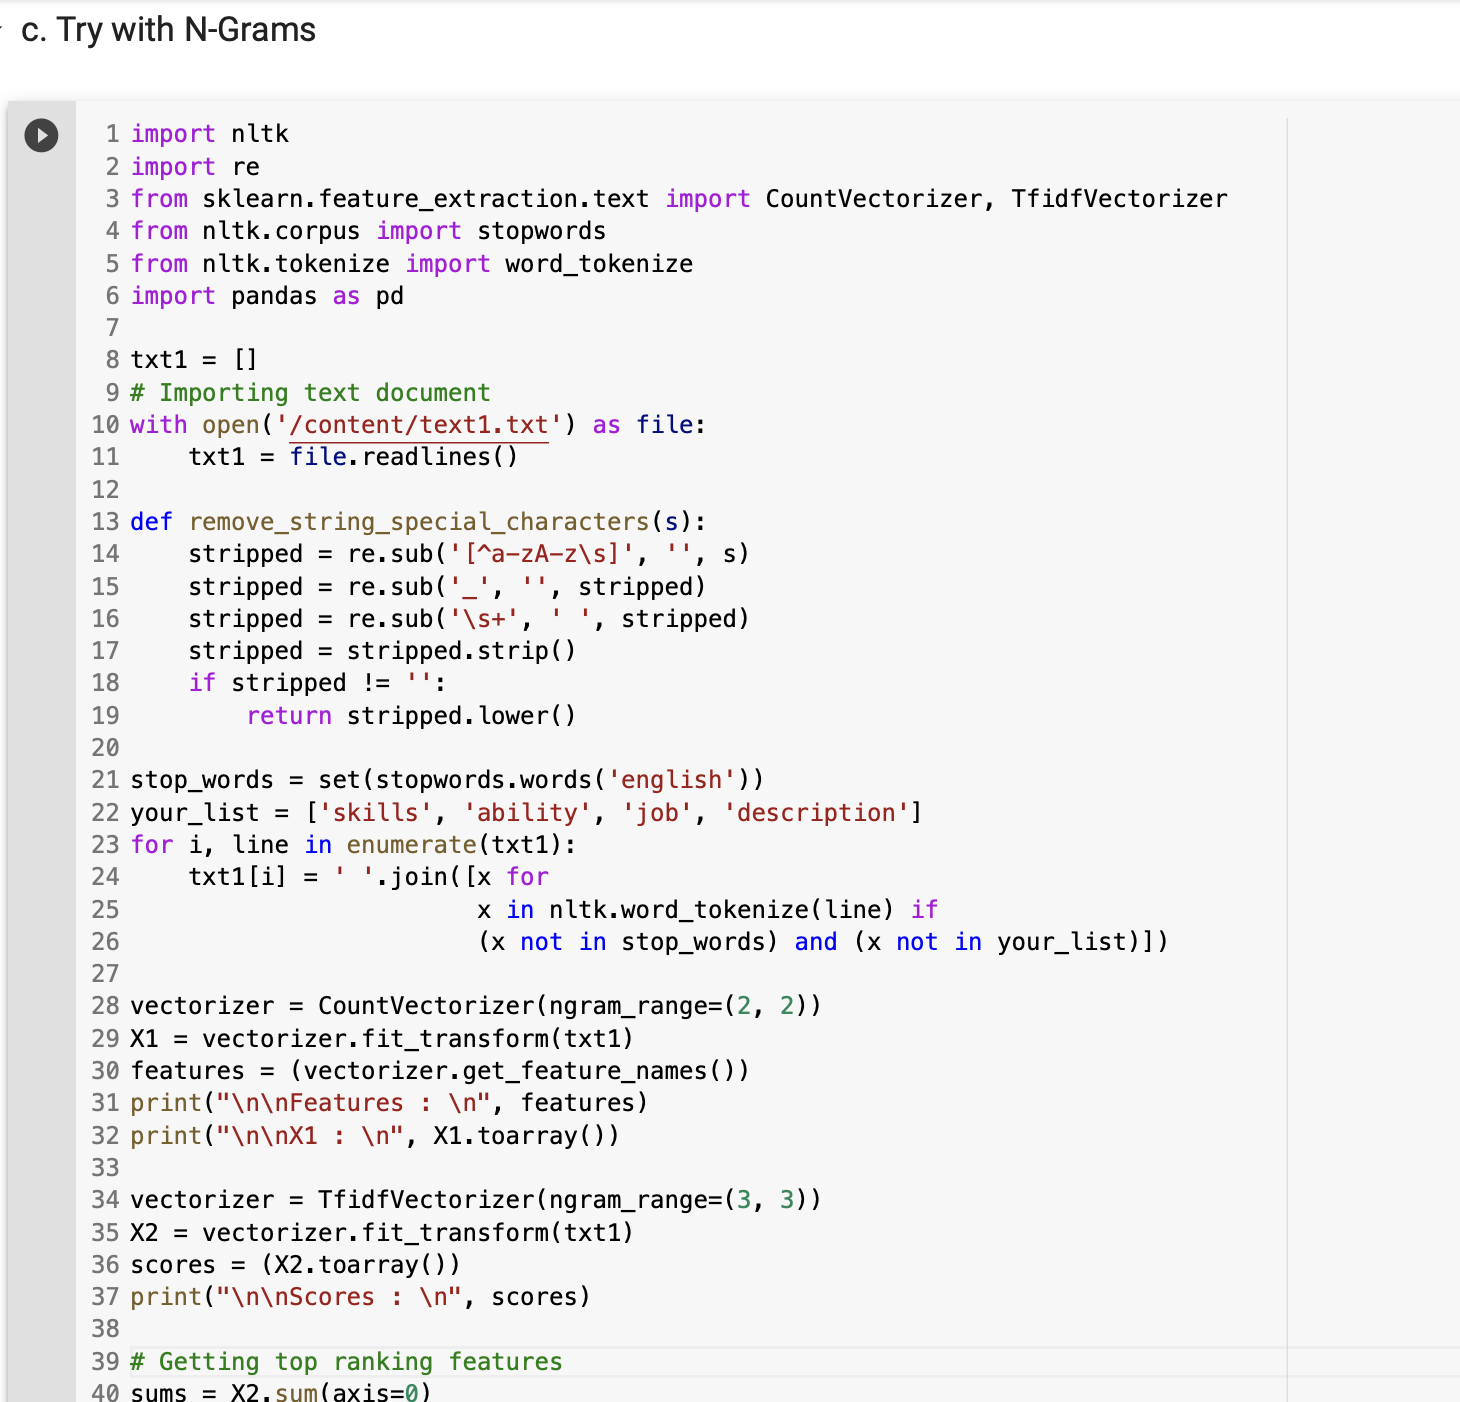 c. Try with N-Grams
1 import nltk
2 import re
3 from sklearn.feature_extraction.text import CountVectorizer, TfidfVectorizer
4 from nltk.corpus import stopwords
5 from nltk.tokenize import word_tokenize
6 import pandas as pd
7
8 txt1 = []
9 # Importing text document
10 with open('/content/text1.txt') as file:
11     txt1 = file.readlines()
12
13 def remove_string_special_characters(s):
14     stripped = re.sub('[^a-zA-z\s]', '', s)
15     stripped = re.sub('_', '', stripped)
16     stripped = re.sub('\s+', ' ', stripped)
17     stripped = stripped.strip()
18     if stripped != '':
19         return stripped.lower()
20
21 stop_words = set(stopwords.words('english'))
22 your_list = ['skills', 'ability', 'job', 'description']
23 for i, line in enumerate(txt1):
24     txt1[i] = ' '.join([x for
25                         x in nltk.word_tokenize(line) if
26                         (x not in stop_words) and (x not in your_list)])
27
28 vectorizer = CountVectorizer(ngram_range=(2, 2))
29 X1 = vectorizer.fit_transform(txt1)
30 features = (vectorizer.get_feature_names())
31 print("\n\nFeatures : \n", features)
32 print("\n\nX1 : \n", X1.toarray())
33
34 vectorizer = TfidfVectorizer(ngram_range=(3, 3))
35 X2 = vectorizer.fit_transform(txt1)
36 scores = (X2.toarray())
37 print("\n\nScores : \n", scores)
38
39 # Getting top ranking features
40 sums = X2.sum(axis=0)